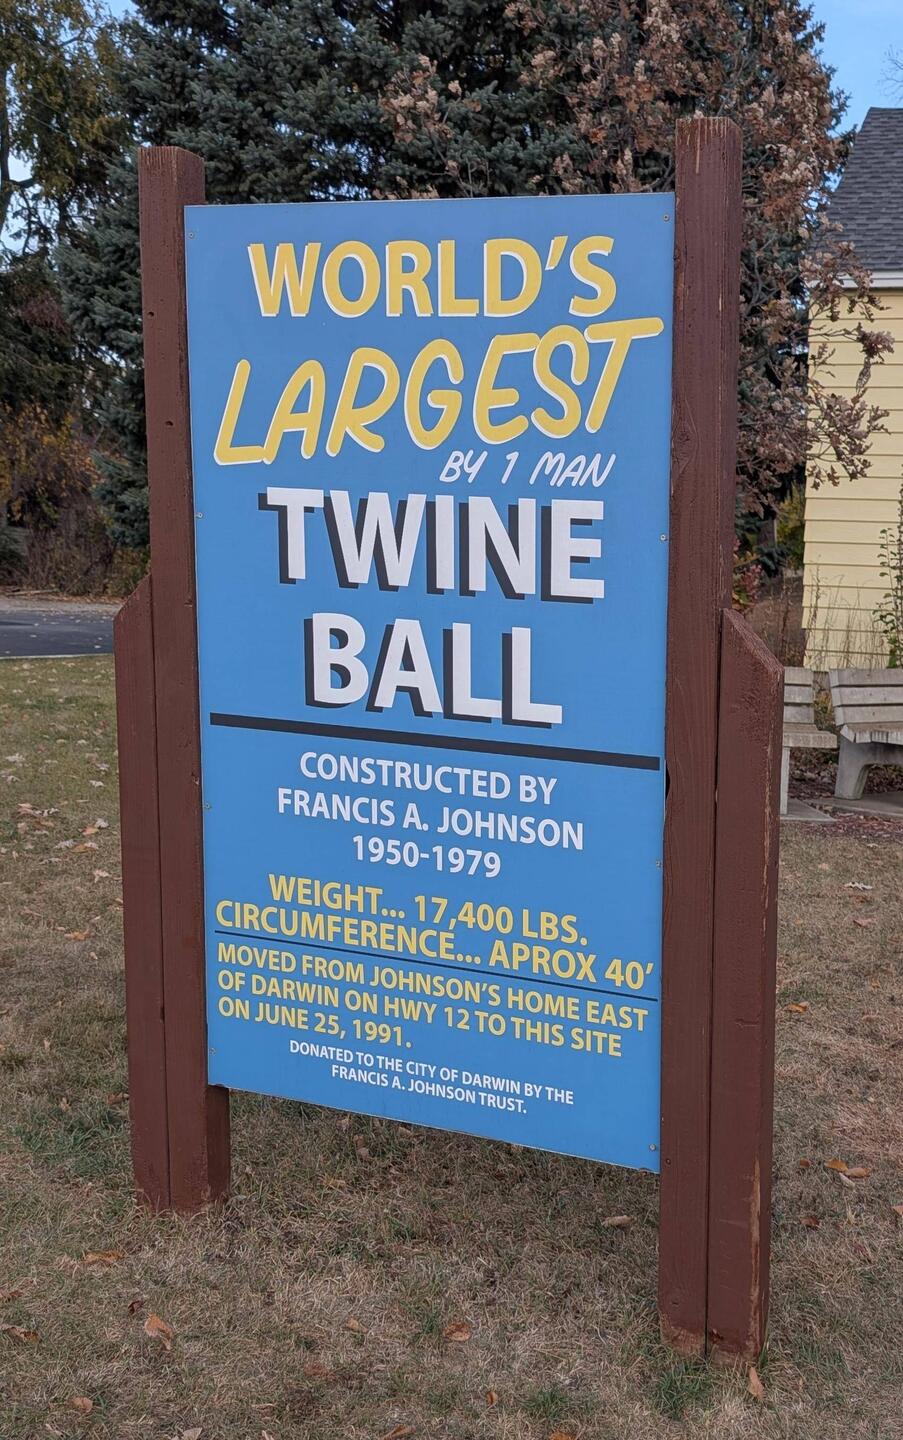 WORLD'S
LARGEST
BY 1 MAN
TWINE
BALL
CONSTRUCTED BY
FRANCIS A. JOHNSON
1950-1979
WEIGHT... 17,400 LBS.
CIRCUMFERENCE... APROX 40'
MOVED FROM JOHNSON'S HOME EAST
OF DARWIN ON HWY 12 TO THIS SITE
ON JUNE 25, 1991.
DONATED TO THE CITY OF DARWIN BY THE
FRANCIS A. JOHNSON TRUST.